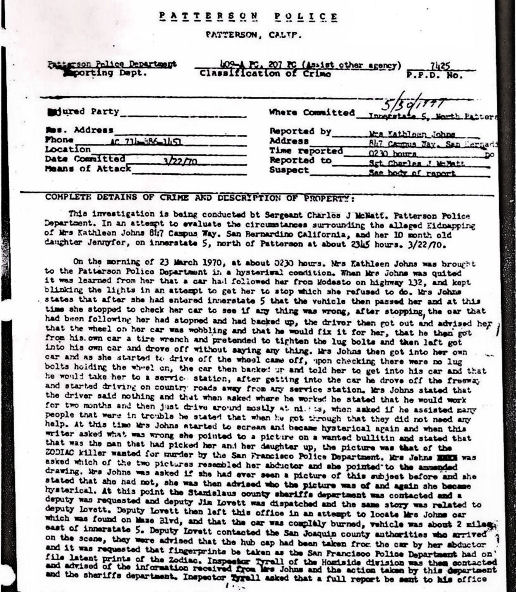 PATTERSON POLICE
PATTERSON, CALIF.
Patterson Police Department 409-A PC. 207 PC (Assist other agency) 7425
Reporting Dept. Classification of Crime P.P.D. No.
Injured Party Where Committed Innerstate 5, North Patters
Res. Address Reported by Mrs Kathleen Johns
Phone AC Address 847 Campus Way. San Bernardi
Location Time reported 0230 hours
Date Committed 3/22/70 Reported to Sgt Charles J McNatt
Means of Attack Suspect See body of report
COMPLETE DETAINS OF CRIME AND DESCRIPTION OF PROPERTY:
This investigation is being conducted bt Sergeant Charles J McNatt. Patterson Police
Department. In an attempt to evaluate the circumstances surrounding the alleged Kidnapping
of Mrs Kathleen Johns 847 Campus Way. San Bernardino California, and her 10 month old
daughter Jennyfor, on innerstate 5, north of Patterson at about 2345 hours. 3/22/70.
On the morning of 23 March 1970, at about 0230 hours. Mrs Kathleen Johns was brought
to the Patterson Police Department in a hysterical condition. When Mrs Johns was quited
it was learned from her that a car had followed her from Modesto on highway 132, and kept
blinking the lights in an attempt to get her to stop which she refused to do. Mrs Johns
states that after she had entered innerstate 5 that the vehicle then passed her and at this
time she stopped to check her car to see if any thing was wrong, after stopping, the car that
had been following her had stopped and had backed up, the driver then got out and advised her
that the wheel on her car was wobbling and that he would fix it for her, that he then got
from his own car a tire wrench and pretended to tighten the lug bolts and then left got
into his own car and drove off without saying any thing. Mrs Johns then got into her own
car and as she started to drive off the wheel came off, upon checking there were no lug
bolts holding the wheel on, the car then backed up and told her to get into his car and that
he would take her to a service station, after getting into the car he drove off the freeway
and started driving on country roads away from any service station. Mrs Johns stated that
the driver said nothing and that when asked where he worked he stated that he would work
for two months and then just drive around mostly at nights, when asked if he assisted many
people that were in trouble he stated that when he got through that they did not need any
help. At this time Mrs Johns started to scream and became hysterical again and when this
writer asked what was wrong she pointed to a picture on a wanted bullitin and stated that
that was the man that had picked her and her daughter up, the picture was that of the
ZODIAC killer wanted for murder by the San Francisco Police Department. Mrs Johns was
asked which of the two pictures resembled her abductor and she pointed to the ammended
drawing. Mrs Johns was asked if she had ever seen a picture of this subject before and she
stated that she had not, she was then advised who the picture was of and again she became
hysterical. At this point the Stanislaus county sheriffs department was contacted and a
deputy was requested and deputy Jim Lovett was dispatched and the same story was related to
deputy lovett. Deputy Lovett then left this office in an attempt to locate Mrs Johns car
which was found on Maze Blvd, and that the car was complely burned, vehicle was about 2 miles
east of innerstate 5. Deputy Lovett contacted the San Joaquin county authorities who arrived
on the scene, they were advised that the hub cap had been taken from the car by her abductor
and it was requested that fingerprints be taken as the San Francisco Police Department had on
file latent prints of the Zodiac. Inspector Tyrell of the Homiside division was then contacted
and advised of the information received from Mrs Johns and the action taken by this department
and the sheriffs department. Inspector Tyrell asked that a full report be sent to his office